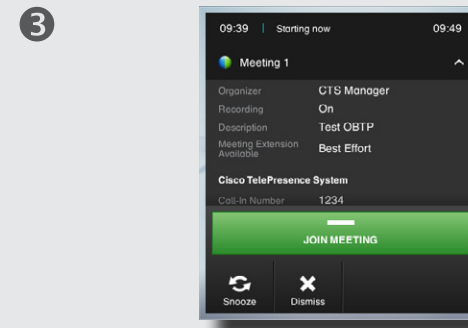 3
09:39 | Starting now 09:49
Meeting 1
Organizer CTS Manager
Recording On
Description Test OBTP
Meeting Extension Available Best Effort
Cisco TelePresence System
Call-In Number 1234
JOIN MEETING
Snooze Dismiss